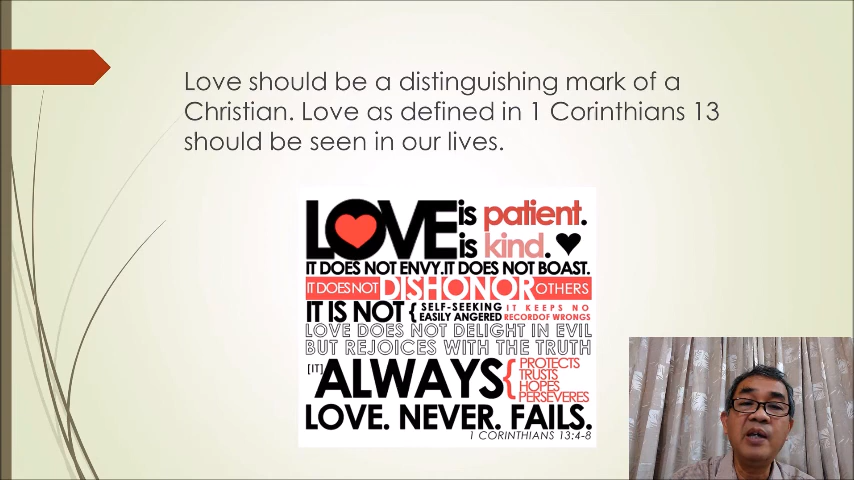 Love should be a distinguishing mark of a
Christian. Love as defined in 1 Corinthians 13
should be seen in our lives.
LOVE is patient.
is kind.
IT DOES NOT ENVY.IT DOES NOT BOAST.
IT DOES NOT DISHONOR OTHERS
IT IS NOT { SELF-SEEKING IT KEEPS NO
EASILY ANGERED RECORDOF WRONGS
LOVE DOES NOT DELIGHT IN EVIL
BUT REJOICES WITH THE TRUTH
[IT] ALWAYS { PROTECTS
TRUSTS
HOPES
PERSEVERES
LOVE. NEVER. FAILS.
1 CORINTHIANS 13:4-8